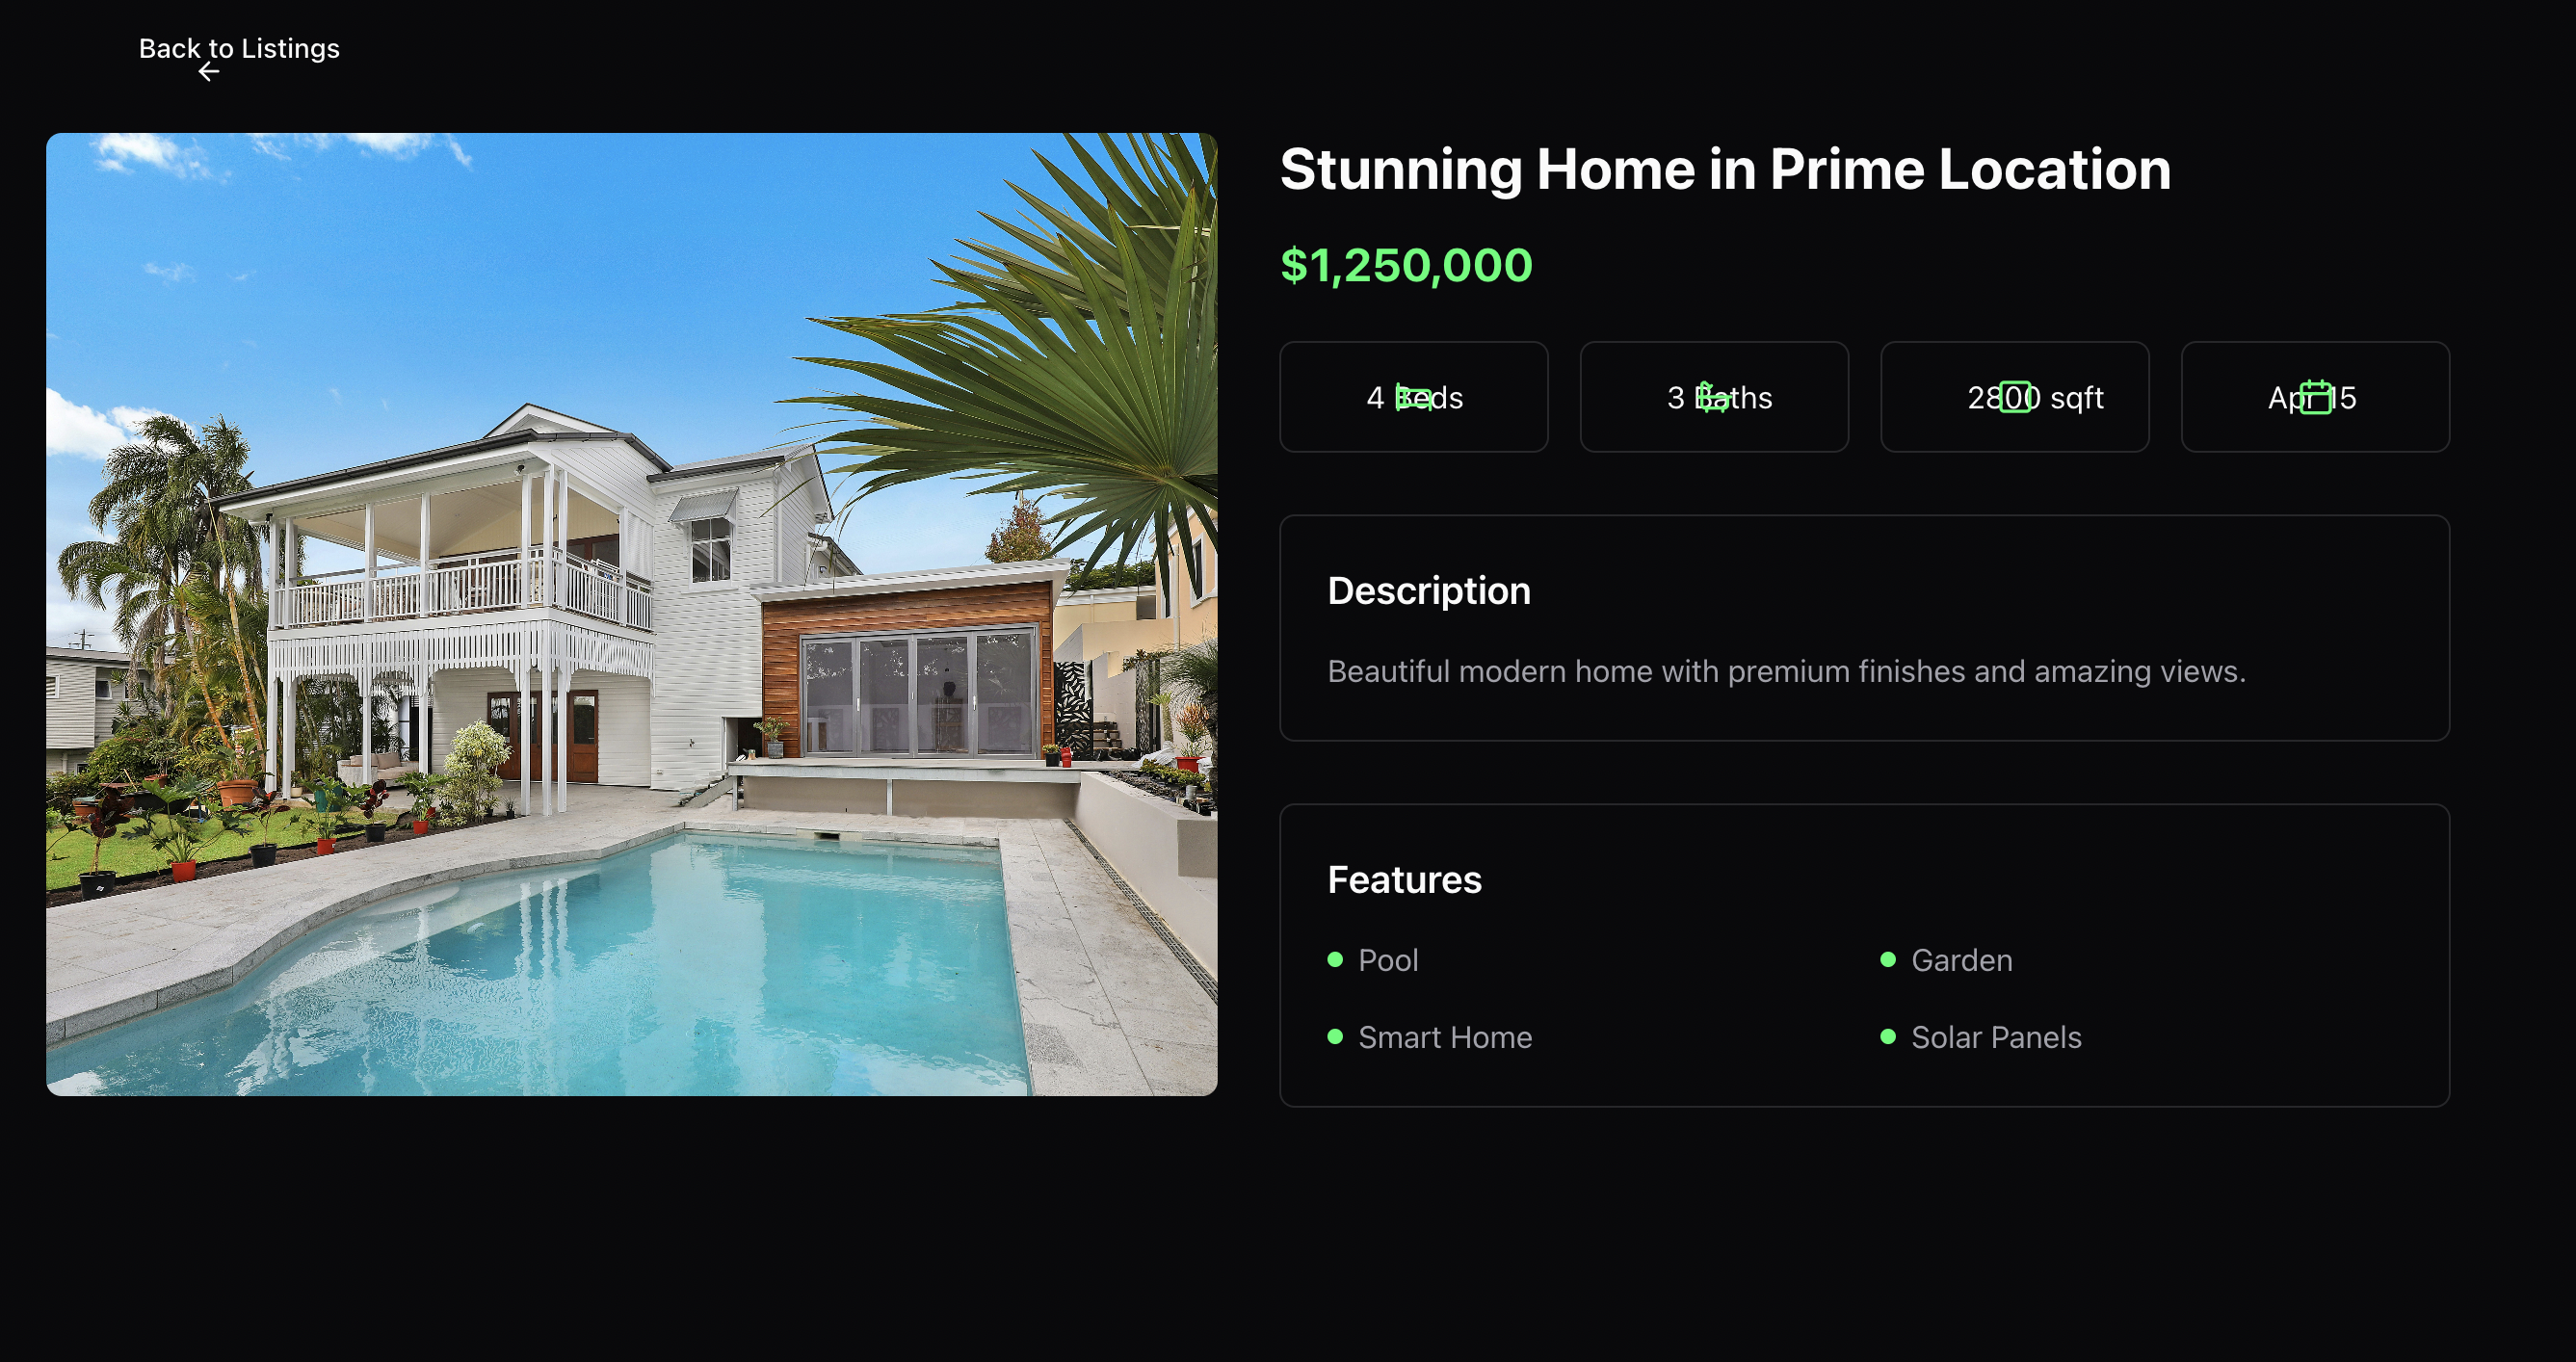 Back to Listings
Stunning Home in Prime Location
$1,250,000
4 Beds
3 Baths
2800 sqft
Apr 15
Description
Beautiful modern home with premium finishes and amazing views.
Features
Pool
Garden
Smart Home
Solar Panels